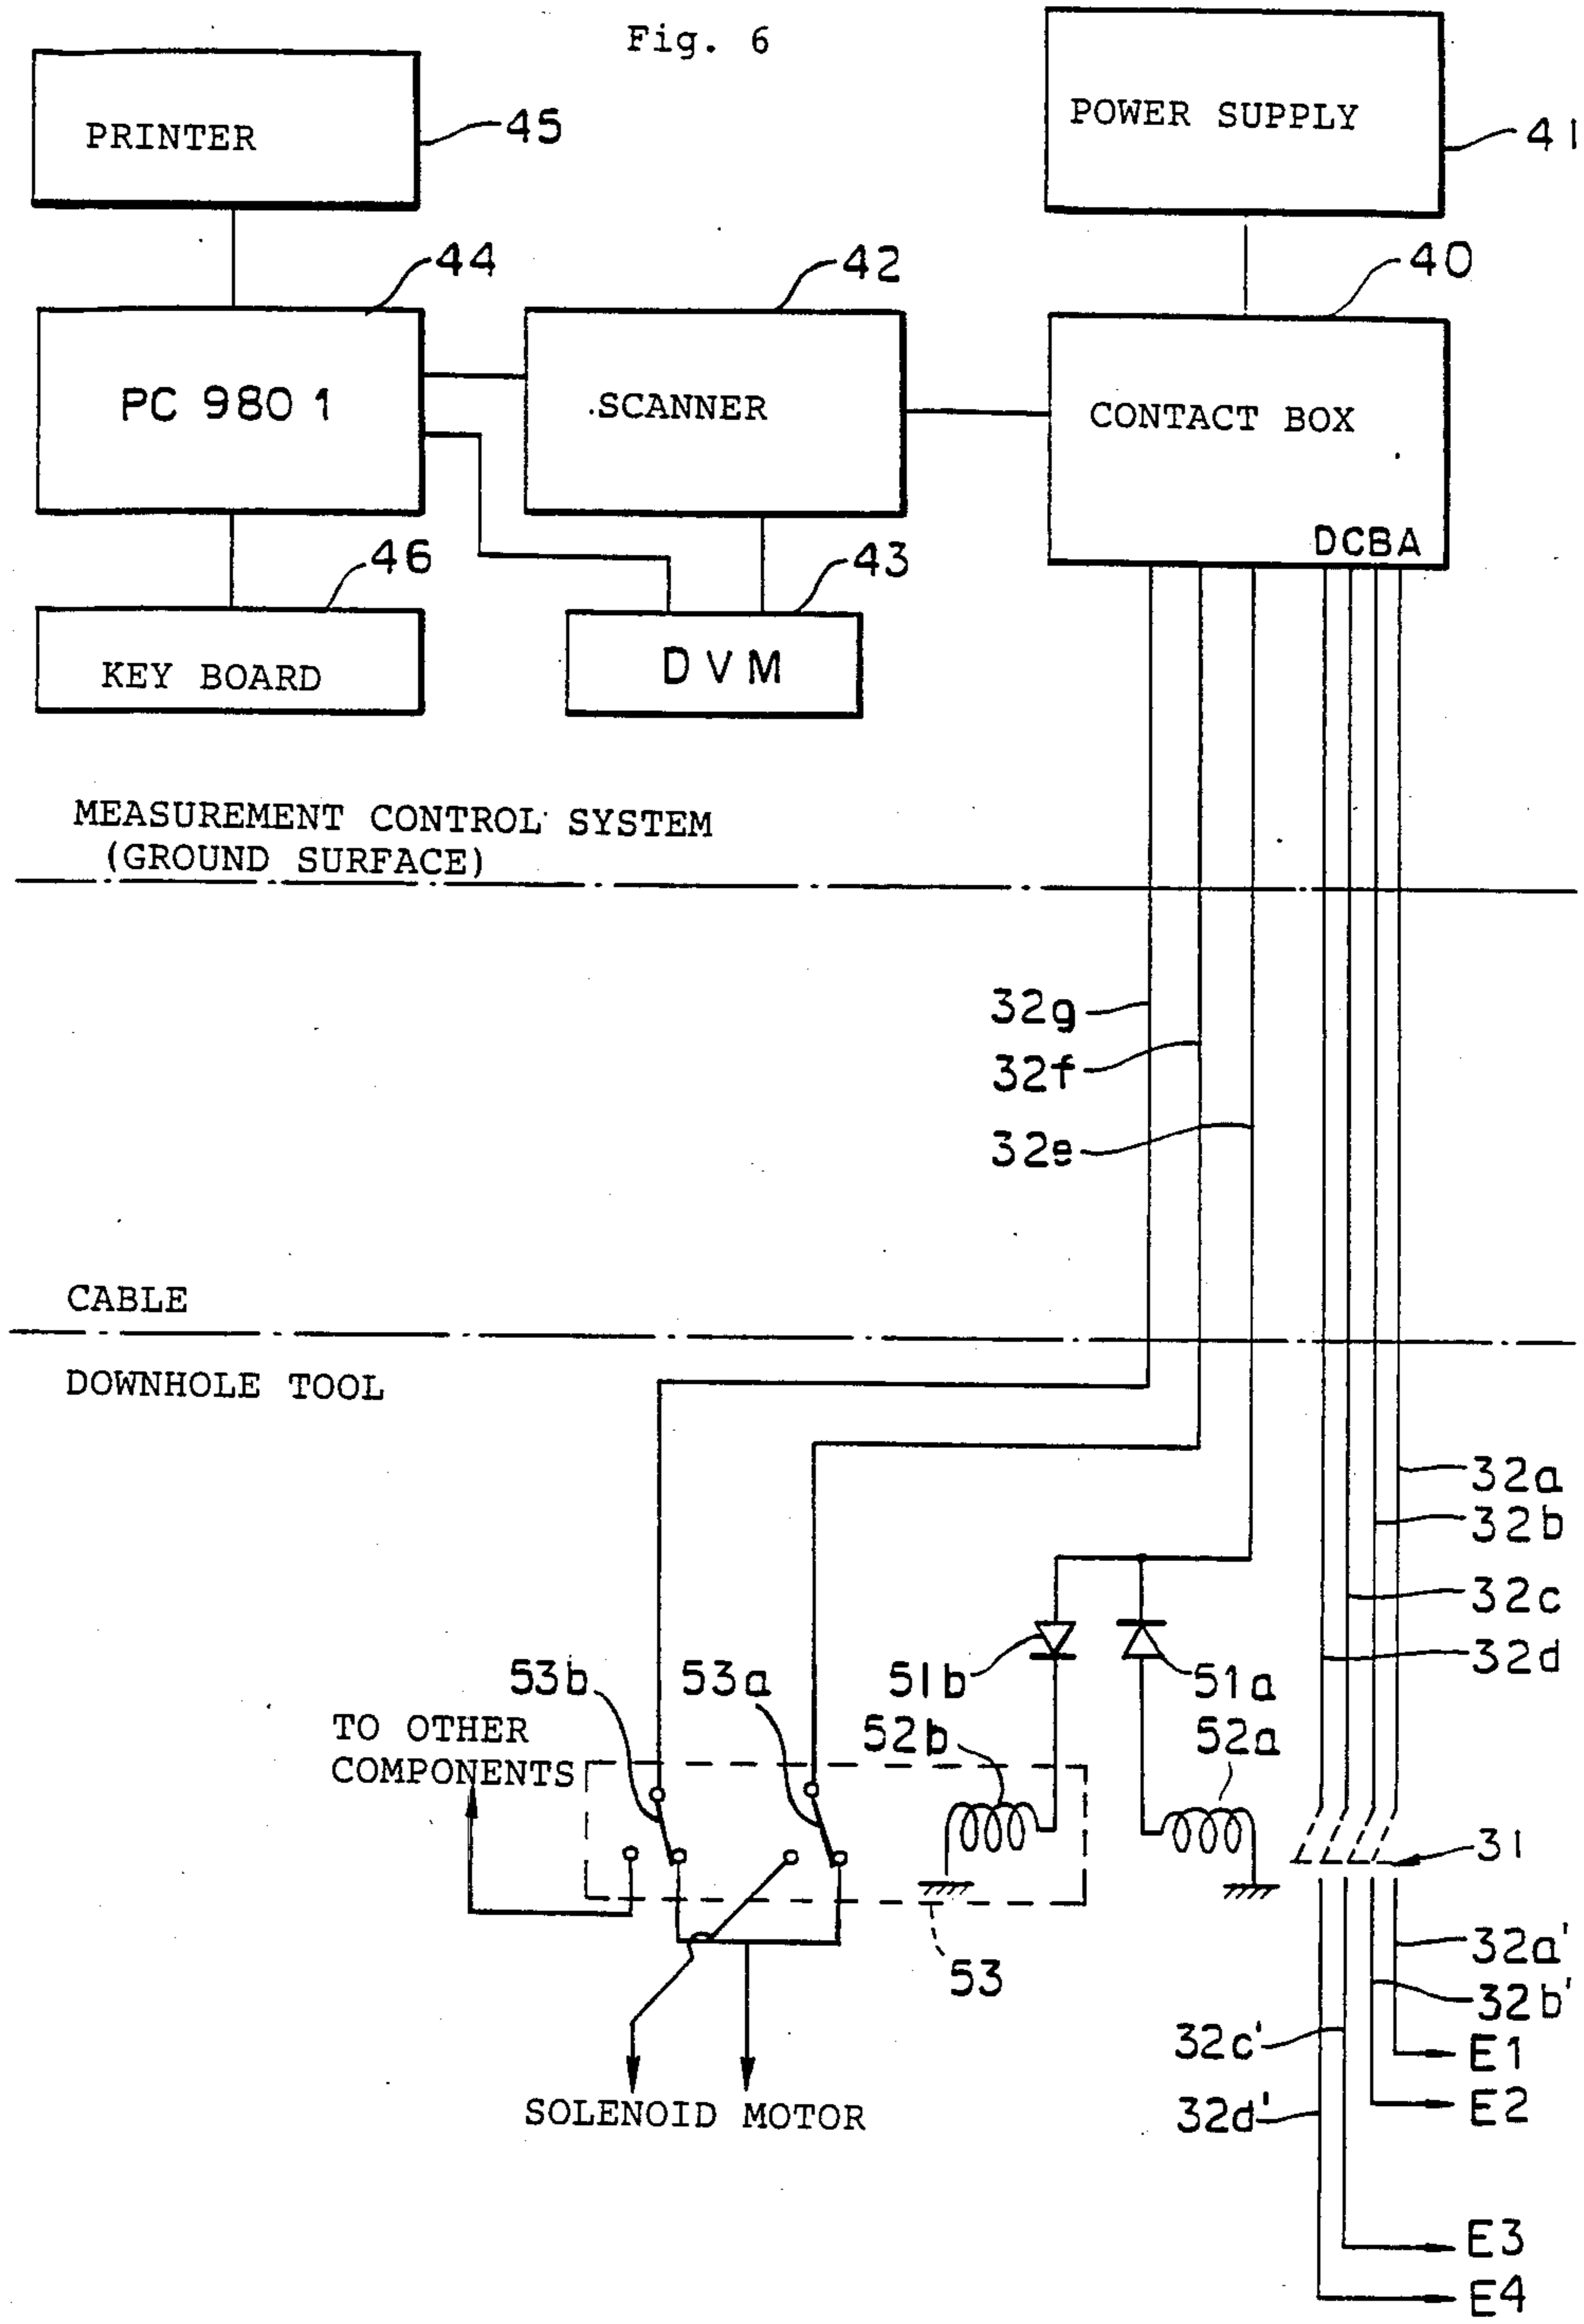 Fig. 6
PRINTER
45
POWER SUPPLY
41
44
42
40
PC 9801
SCANNER
CONTACT BOX
DCBA
46
43
KEY BOARD
DVM
MEASUREMENT CONTROL SYSTEM
(GROUND SURFACE)
32g
32f
32e
CABLE
DOWNHOLE TOOL
32a
32b
32c
32d
53b
53a
51b
51a
52b
52a
TO OTHER
COMPONENTS
31
53
32a'
32b'
32c'
E1
32d'
E2
SOLENOID MOTOR
E3
E4